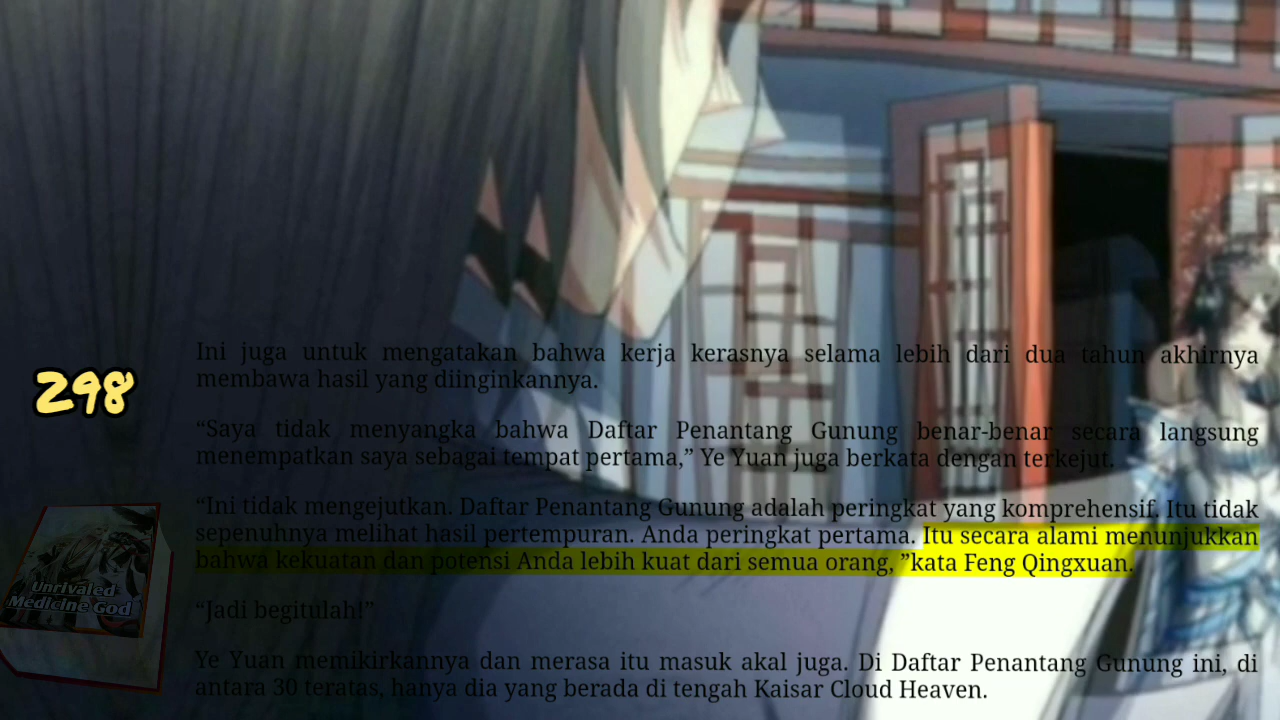 Ini juga untuk mengatakan bahwa kerja kerasnya selama lebih dari dua tahun akhirnya
membawa hasil yang diinginkannya.
298
“Saya tidak menyangka bahwa Daftar Penantang Gunung benar-benar secara langsung
menempatkan saya sebagai tempat pertama,” Ye Yuan juga berkata dengan terkejut.
“Ini tidak mengejutkan. Daftar Penantang Gunung adalah peringkat yang komprehensif. Itu tidak
sepenuhnya melihat hasil pertempuran. Anda peringkat pertama. Itu secara alami menunjukkan
bahwa kekuatan dan potensi Anda lebih kuat dari semua orang, ”kata Feng Qingxuan.
Unrivaled
Medicine God
“Jadi begitulah!”
Ye Yuan memikirkannya dan merasa itu masuk akal juga. Di Daftar Penantang Gunung ini, di
antara 30 teratas, hanya dia yang berada di tengah Kaisar Cloud Heaven.